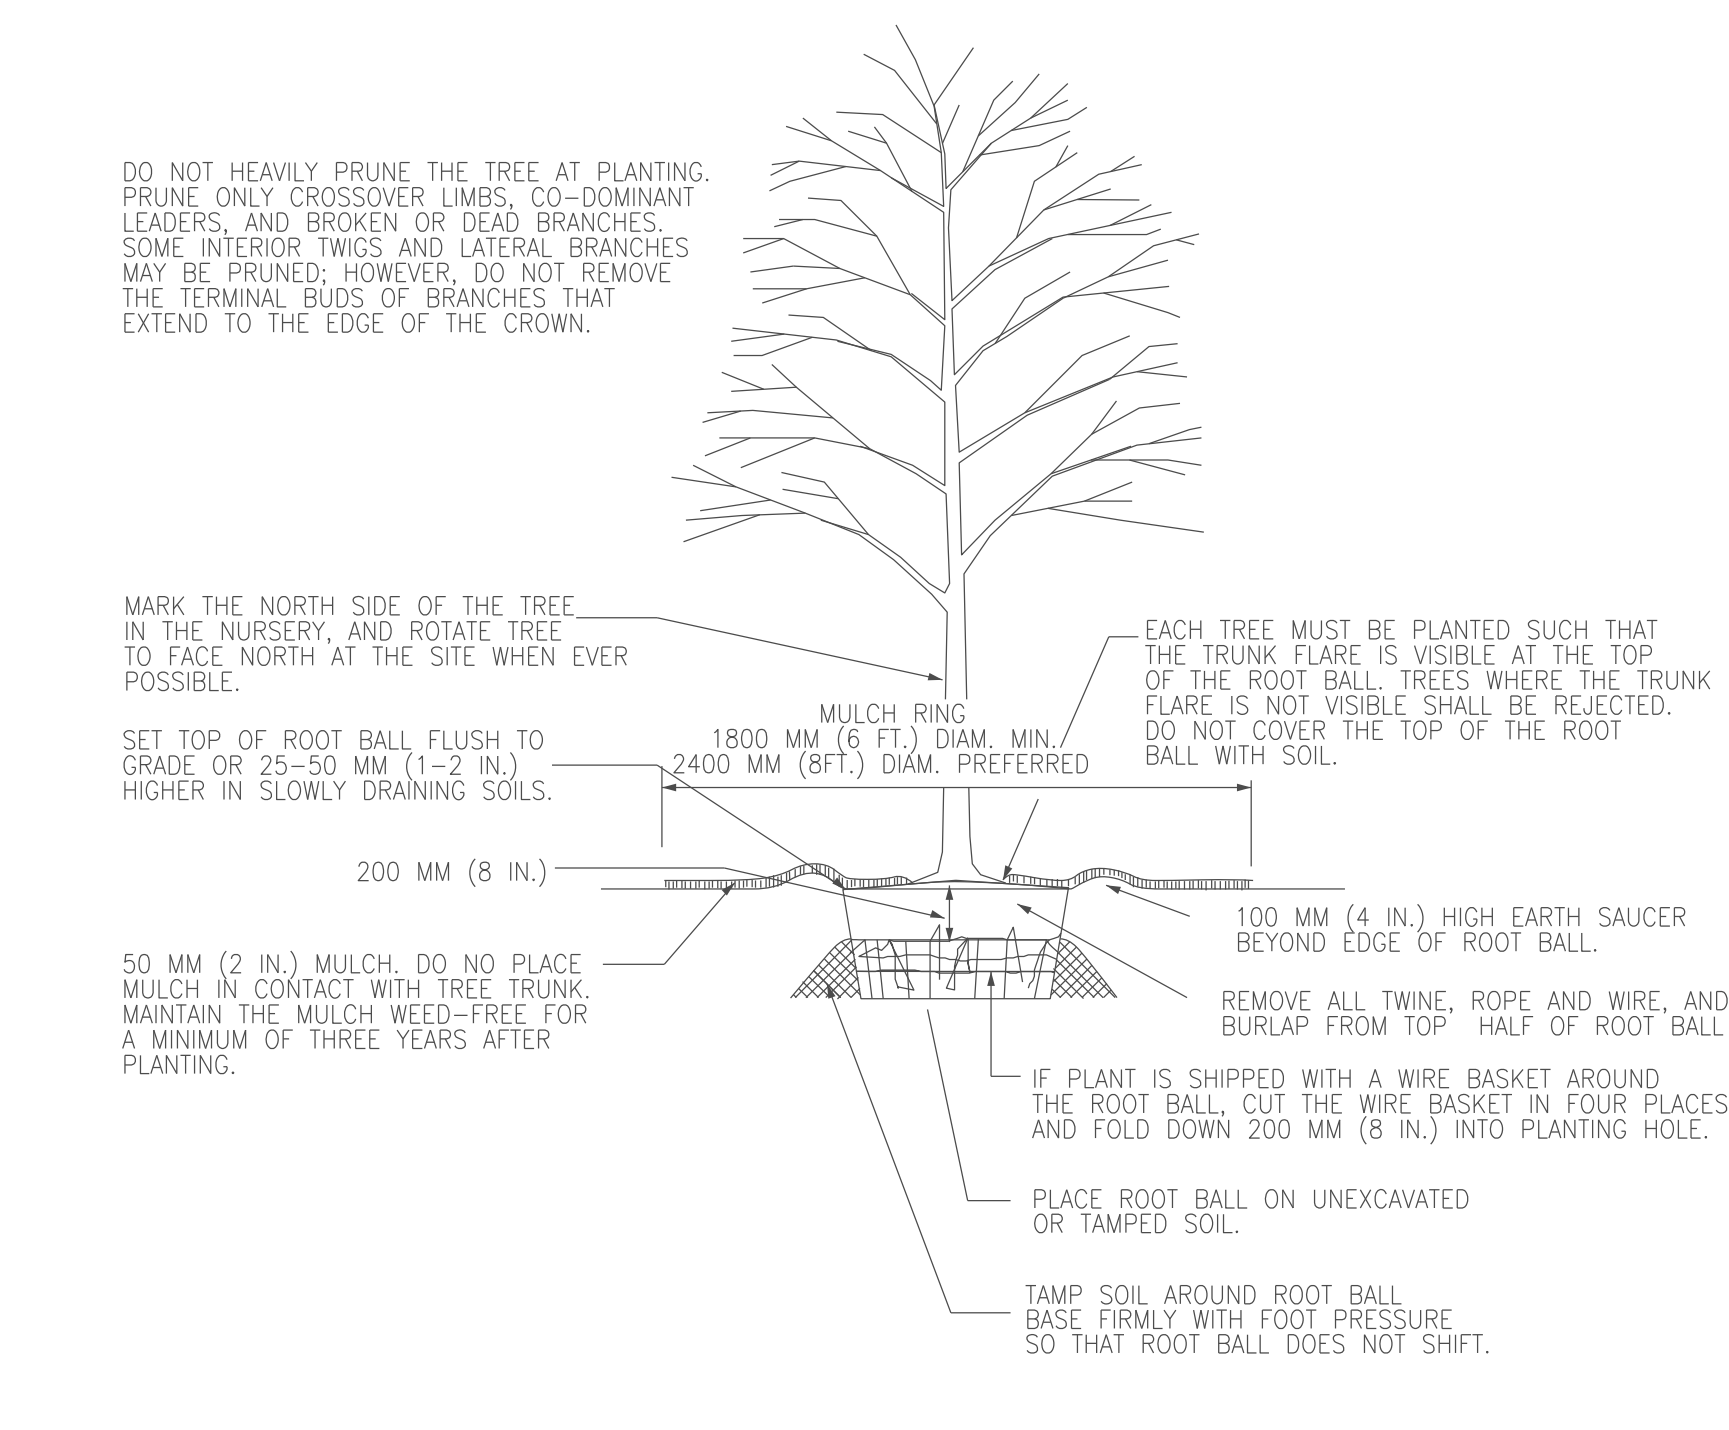 DO NOT HEAVILY PRUNE THE TREE AT PLANTING.
PRUNE ONLY CROSSOVER LIMBS, CO-DOMINANT
LEADERS, AND BROKEN OR DEAD BRANCHES.
SOME INTERIOR TWIGS AND LATERAL BRANCHES
MAY BE PRUNED; HOWEVER, DO NOT REMOVE
THE TERMINAL BUDS OF BRANCHES THAT
EXTEND TO THE EDGE OF THE CROWN.
MARK THE NORTH SIDE OF THE TREE
IN THE NURSERY, AND ROTATE TREE
TO FACE NORTH AT THE SITE WHEN EVER
POSSIBLE.
EACH TREE MUST BE PLANTED SUCH THAT
THE TRUNK FLARE IS VISIBLE AT THE TOP
OF THE ROOT BALL. TREES WHERE THE TRUNK
FLARE IS NOT VISIBLE SHALL BE REJECTED.
DO NOT COVER THE TOP OF THE ROOT
BALL WITH SOIL.
MULCH RING
1800 MM (6 FT.) DIAM. MIN.
2400 MM (8FT.) DIAM. PREFERRED
SET TOP OF ROOT BALL FLUSH TO
GRADE OR 25-50 MM (1-2 IN.)
HIGHER IN SLOWLY DRAINING SOILS.
200 MM (8 IN.)
100 MM (4 IN.) HIGH EARTH SAUCER
BEYOND EDGE OF ROOT BALL.
50 MM (2 IN.) MULCH. DO NO PLACE
MULCH IN CONTACT WITH TREE TRUNK.
MAINTAIN THE MULCH WEED-FREE FOR
A MINIMUM OF THREE YEARS AFTER
PLANTING.
REMOVE ALL TWINE, ROPE AND WIRE, AND
BURLAP FROM TOP HALF OF ROOT BALL
IF PLANT IS SHIPPED WITH A WIRE BASKET AROUND
THE ROOT BALL, CUT THE WIRE BASKET IN FOUR PLACES
AND FOLD DOWN 200 MM (8 IN.) INTO PLANTING HOLE.
PLACE ROOT BALL ON UNEXCAVATED
OR TAMPED SOIL.
TAMP SOIL AROUND ROOT BALL
BASE FIRMLY WITH FOOT PRESSURE
SO THAT ROOT BALL DOES NOT SHIFT.